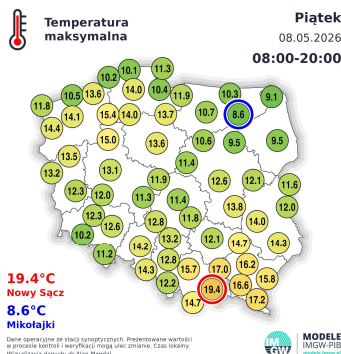 Temperatura
maksymalna
Piątek
08.05.2026
08:00-20:00
10.1 11.3
10.2
10.5 13.6 14.0 10.4 11.9 10.3 9.1
11.8
14.1 15.4 14.0 13.7 10.7 8.6
14.4
15.0 13.6 10.6 9.5 9.5
13.5
11.4
13.2 13.1
11.9 12.6 12.1 11.6
12.3 12.0
11.3 11.4
13.8 12.0
12.3
12.6 12.8 11.8 14.0
10.2
13.2 12.1 14.7 14.3
14.2
11.2
12.8
14.3 15.7 17.0 16.2
12.2 15.8
19.4 16.6
14.7 17.2
19.4°C
Nowy Sącz
8.6°C
Mikołajki
Dane operacyjne ze stacji synoptycznych. Prezentowane wartości
w procesie kontroli i weryfikacji mogą ulec zmianie. Czas lokalny.
IMGW
MODELE
IMGW-PIB